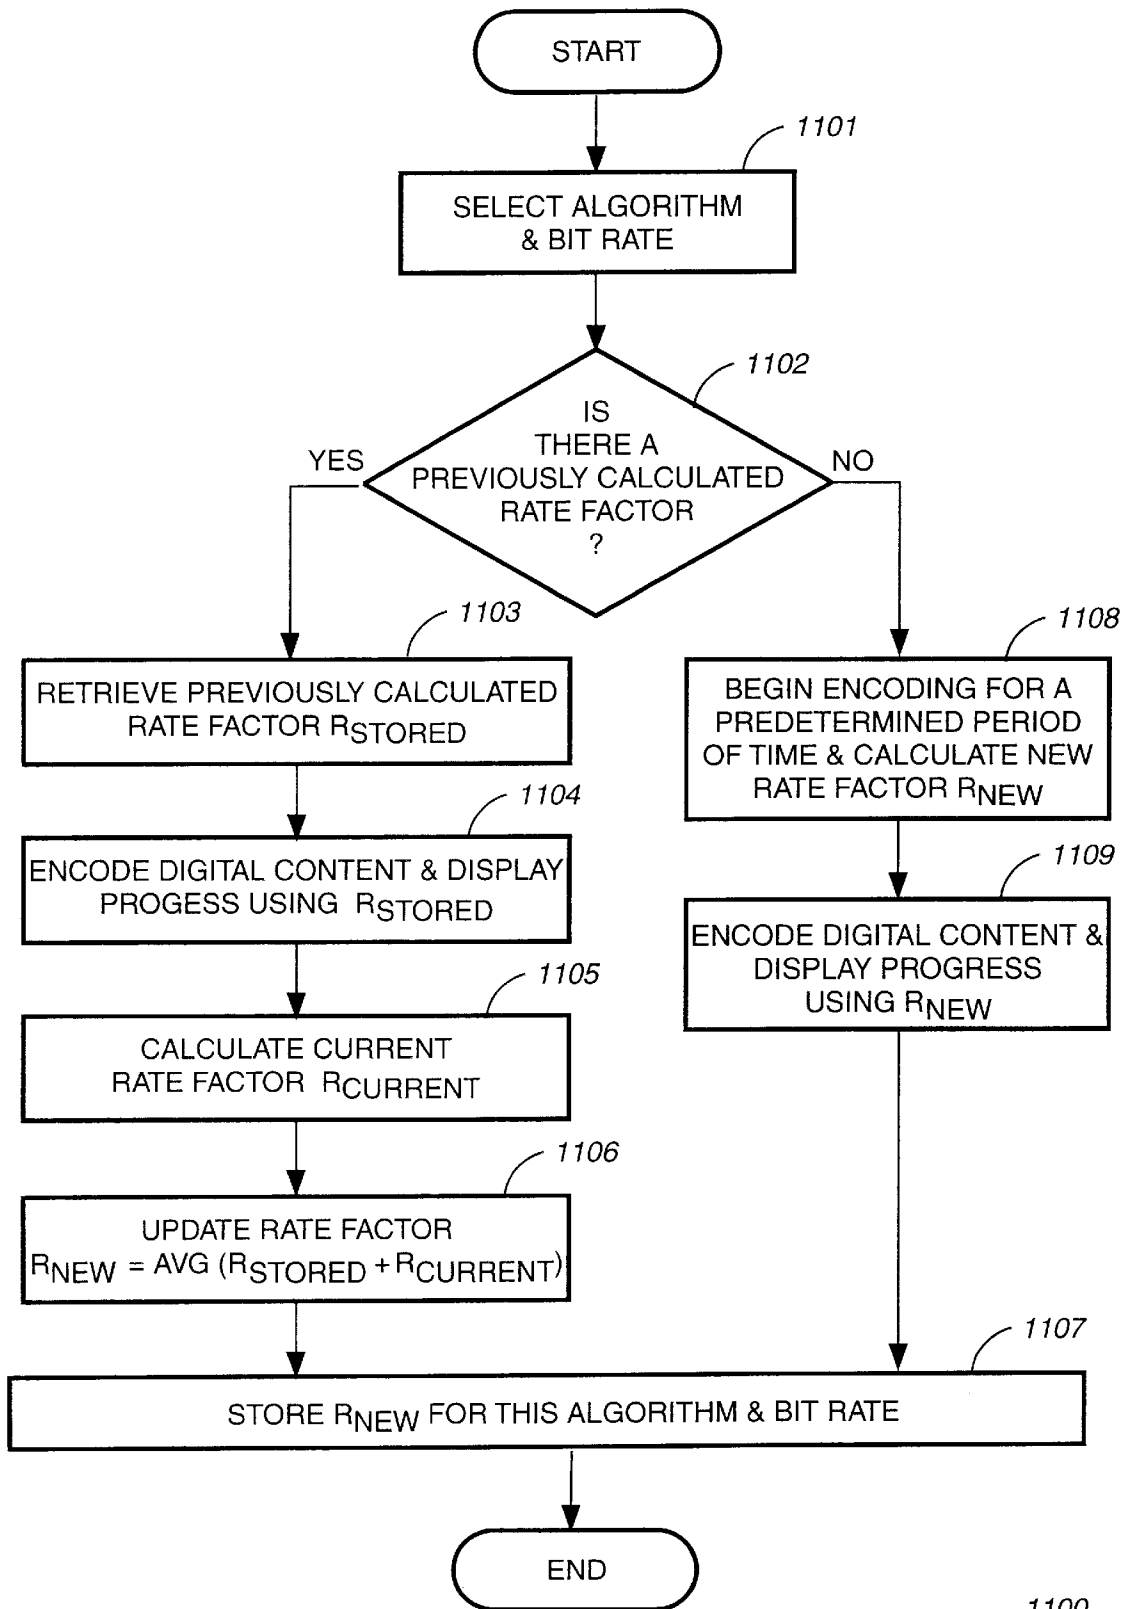 START
1101
SELECT ALGORITHM
& BIT RATE
1102
IS
THERE A
PREVIOUSLY CALCULATED
RATE FACTOR
?
YES
NO
1103
RETRIEVE PREVIOUSLY CALCULATED
RATE FACTOR RSTORED
1108
BEGIN ENCODING FOR A
PREDETERMINED PERIOD
OF TIME & CALCULATE NEW
RATE FACTOR RNEW
1104
ENCODE DIGITAL CONTENT & DISPLAY
PROGESS USING RSTORED
1109
ENCODE DIGITAL CONTENT &
DISPLAY PROGRESS
USING RNEW
1105
CALCULATE CURRENT
RATE FACTOR RCURRENT
1106
UPDATE RATE FACTOR
RNEW = AVG (RSTORED + RCURRENT)
1107
STORE RNEW FOR THIS ALGORITHM & BIT RATE
END
1100